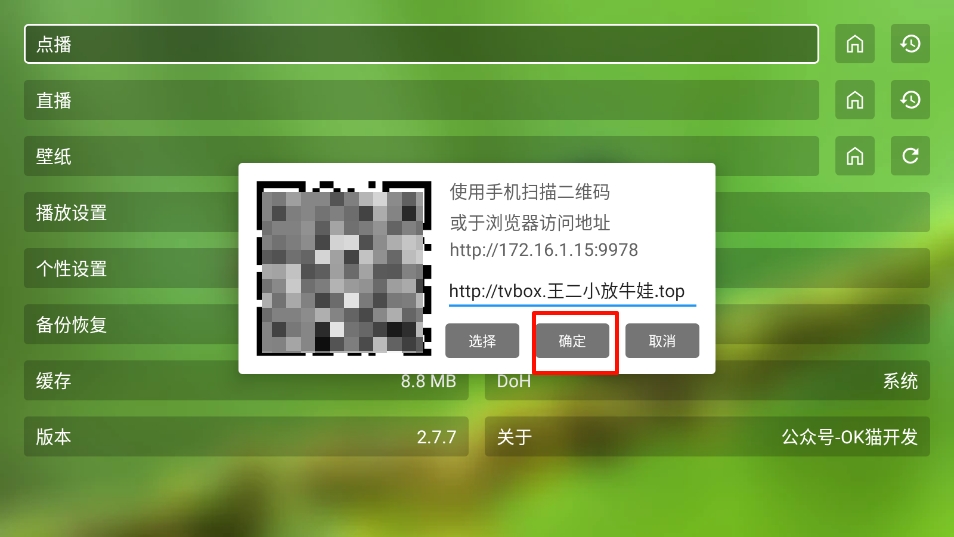 点播
直播
壁纸
播放设置
个性设置
备份恢复
使用手机扫描二维码
或于浏览器访问地址
http://172.16.1.15:9978
http://tvbox.王二小放牛娃.top
选择
确定
取消
缓存
8.8 MB
DoH
系统
版本
2.7.7
关于
公众号-OK猫开发